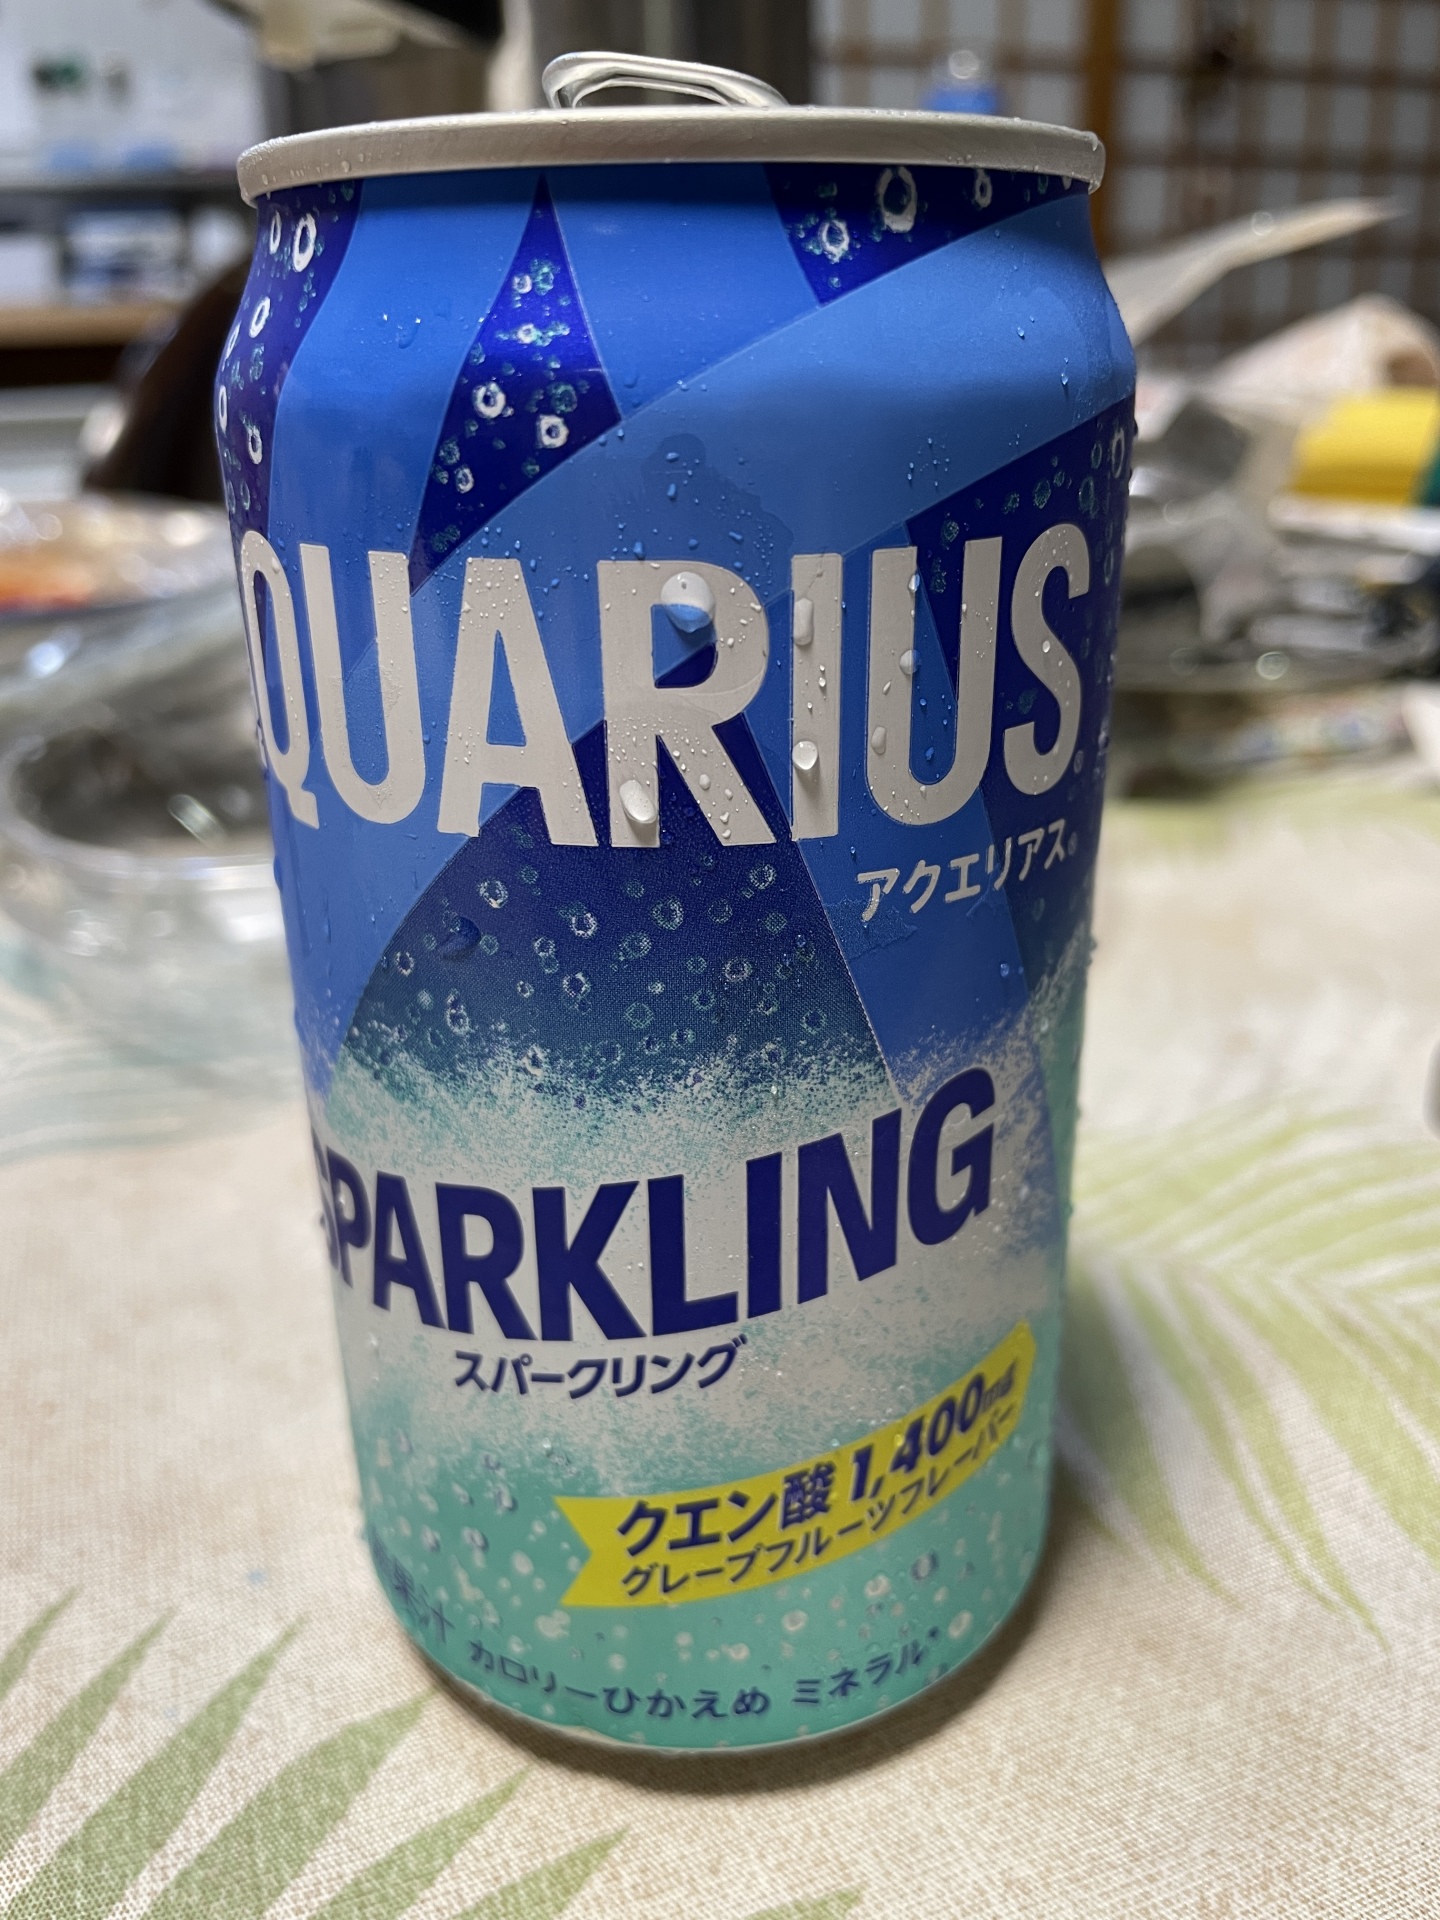 QUARIUS®
アクエリアス®
SPARKLING
スパークリング
クエン酸 1,400mg
グレープフルーツフレーバー
果汁 カロリーひかえめ ミネラル*